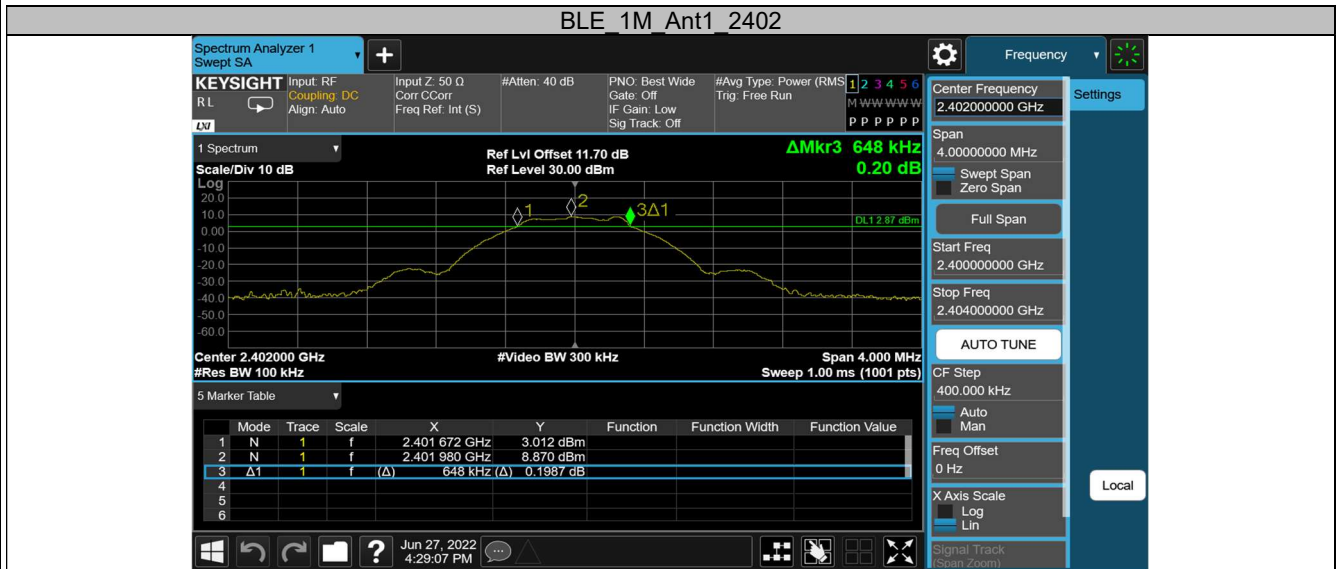 BLE_1M_Ant1_2402
Spectrum Analyzer 1
Swept SA
+
Frequency
KEYSIGHT
RL
LXI
Input: RF
Coupling: DC
Align: Auto
Input Z: 50 Ω
Corr CCorr
Freq Ref: Int (S)
#Atten: 40 dB
PNO: Best Wide
Gate: Off
IF Gain: Low
Sig Track: Off
#Avg Type: Power (RMS
Trig: Free Run
1 2 3 4 5 6
M W W W W W
P P P P P P
1 Spectrum
Scale/Div 10 dB
Ref Lvl Offset 11.70 dB
Ref Level 30.00 dBm
ΔMkr3 648 kHz
0.20 dB
Log
20.0
10.0
0.00
-10.0
-20.0
-30.0
-40.0
-50.0
-60.0
1
2
3Δ1
DL1 2.87 dBm
Center 2.402000 GHz
#Video BW 300 kHz
Span 4.000 MHz
#Res BW 100 kHz
Sweep 1.00 ms (1001 pts)
5 Marker Table
Mode Trace Scale X Y Function Function Width Function Value
1 N 1 f 2.401 672 GHz 3.012 dBm
2 N 1 f 2.401 980 GHz 8.870 dBm
3 Δ1 1 f (Δ) 648 kHz (Δ) 0.1987 dB
4
5
6
Jun 27, 2022
4:29:07 PM
?
Center Frequency
2.402000000 GHz
Settings
Span
4.00000000 MHz
Swept Span
Zero Span
Full Span
Start Freq
2.400000000 GHz
Stop Freq
2.404000000 GHz
AUTO TUNE
CF Step
400.000 kHz
Auto
Man
Freq Offset
0 Hz
X Axis Scale
Log
Lin
Local
Signal Track
(Span Zoom)